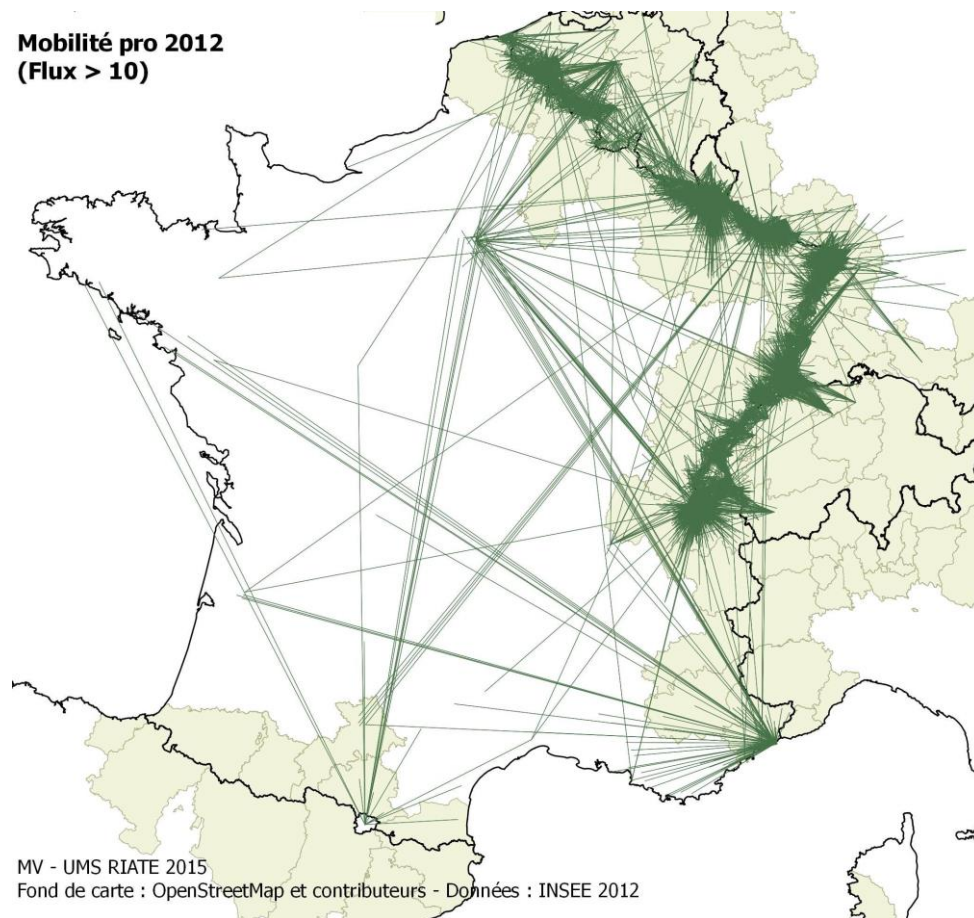 Mobilité pro 2012
(Flux > 10)
MV - UMS RIATE 2015
Fond de carte : OpenStreetMap et contributeurs - Données : INSEE 2012